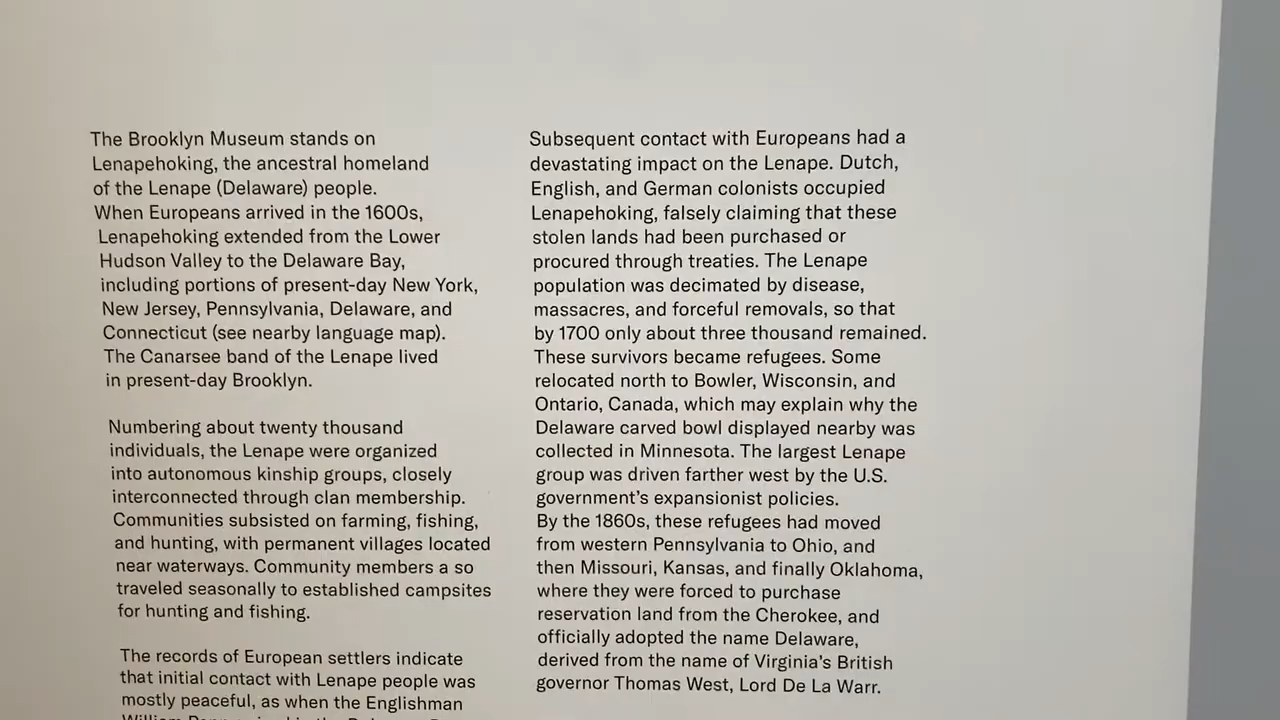 The Brooklyn Museum stands on
Lenapehoking, the ancestral homeland
of the Lenape (Delaware) people.
When Europeans arrived in the 1600s,
Lenapehoking extended from the Lower
Hudson Valley to the Delaware Bay,
including portions of present-day New York,
New Jersey, Pennsylvania, Delaware, and
Connecticut (see nearby language map).
The Canarsee band of the Lenape lived
in present-day Brooklyn.
Numbering about twenty thousand
individuals, the Lenape were organized
into autonomous kinship groups, closely
interconnected through clan membership.
Communities subsisted on farming, fishing,
and hunting, with permanent villages located
near waterways. Community members a so
traveled seasonally to established campsites
for hunting and fishing.
The records of European settlers indicate
that initial contact with Lenape people was
mostly peaceful, as when the Englishman
Subsequent contact with Europeans had a
devastating impact on the Lenape. Dutch,
English, and German colonists occupied
Lenapehoking, falsely claiming that these
stolen lands had been purchased or
procured through treaties. The Lenape
population was decimated by disease,
massacres, and forceful removals, so that
by 1700 only about three thousand remained.
These survivors became refugees. Some
relocated north to Bowler, Wisconsin, and
Ontario, Canada, which may explain why the
Delaware carved bowl displayed nearby was
collected in Minnesota. The largest Lenape
group was driven farther west by the U.S.
government's expansionist policies.
By the 1860s, these refugees had moved
from western Pennsylvania to Ohio, and
then Missouri, Kansas, and finally Oklahoma,
where they were forced to purchase
reservation land from the Cherokee, and
officially adopted the name Delaware,
derived from the name of Virginia's British
governor Thomas West, Lord De La Warr.